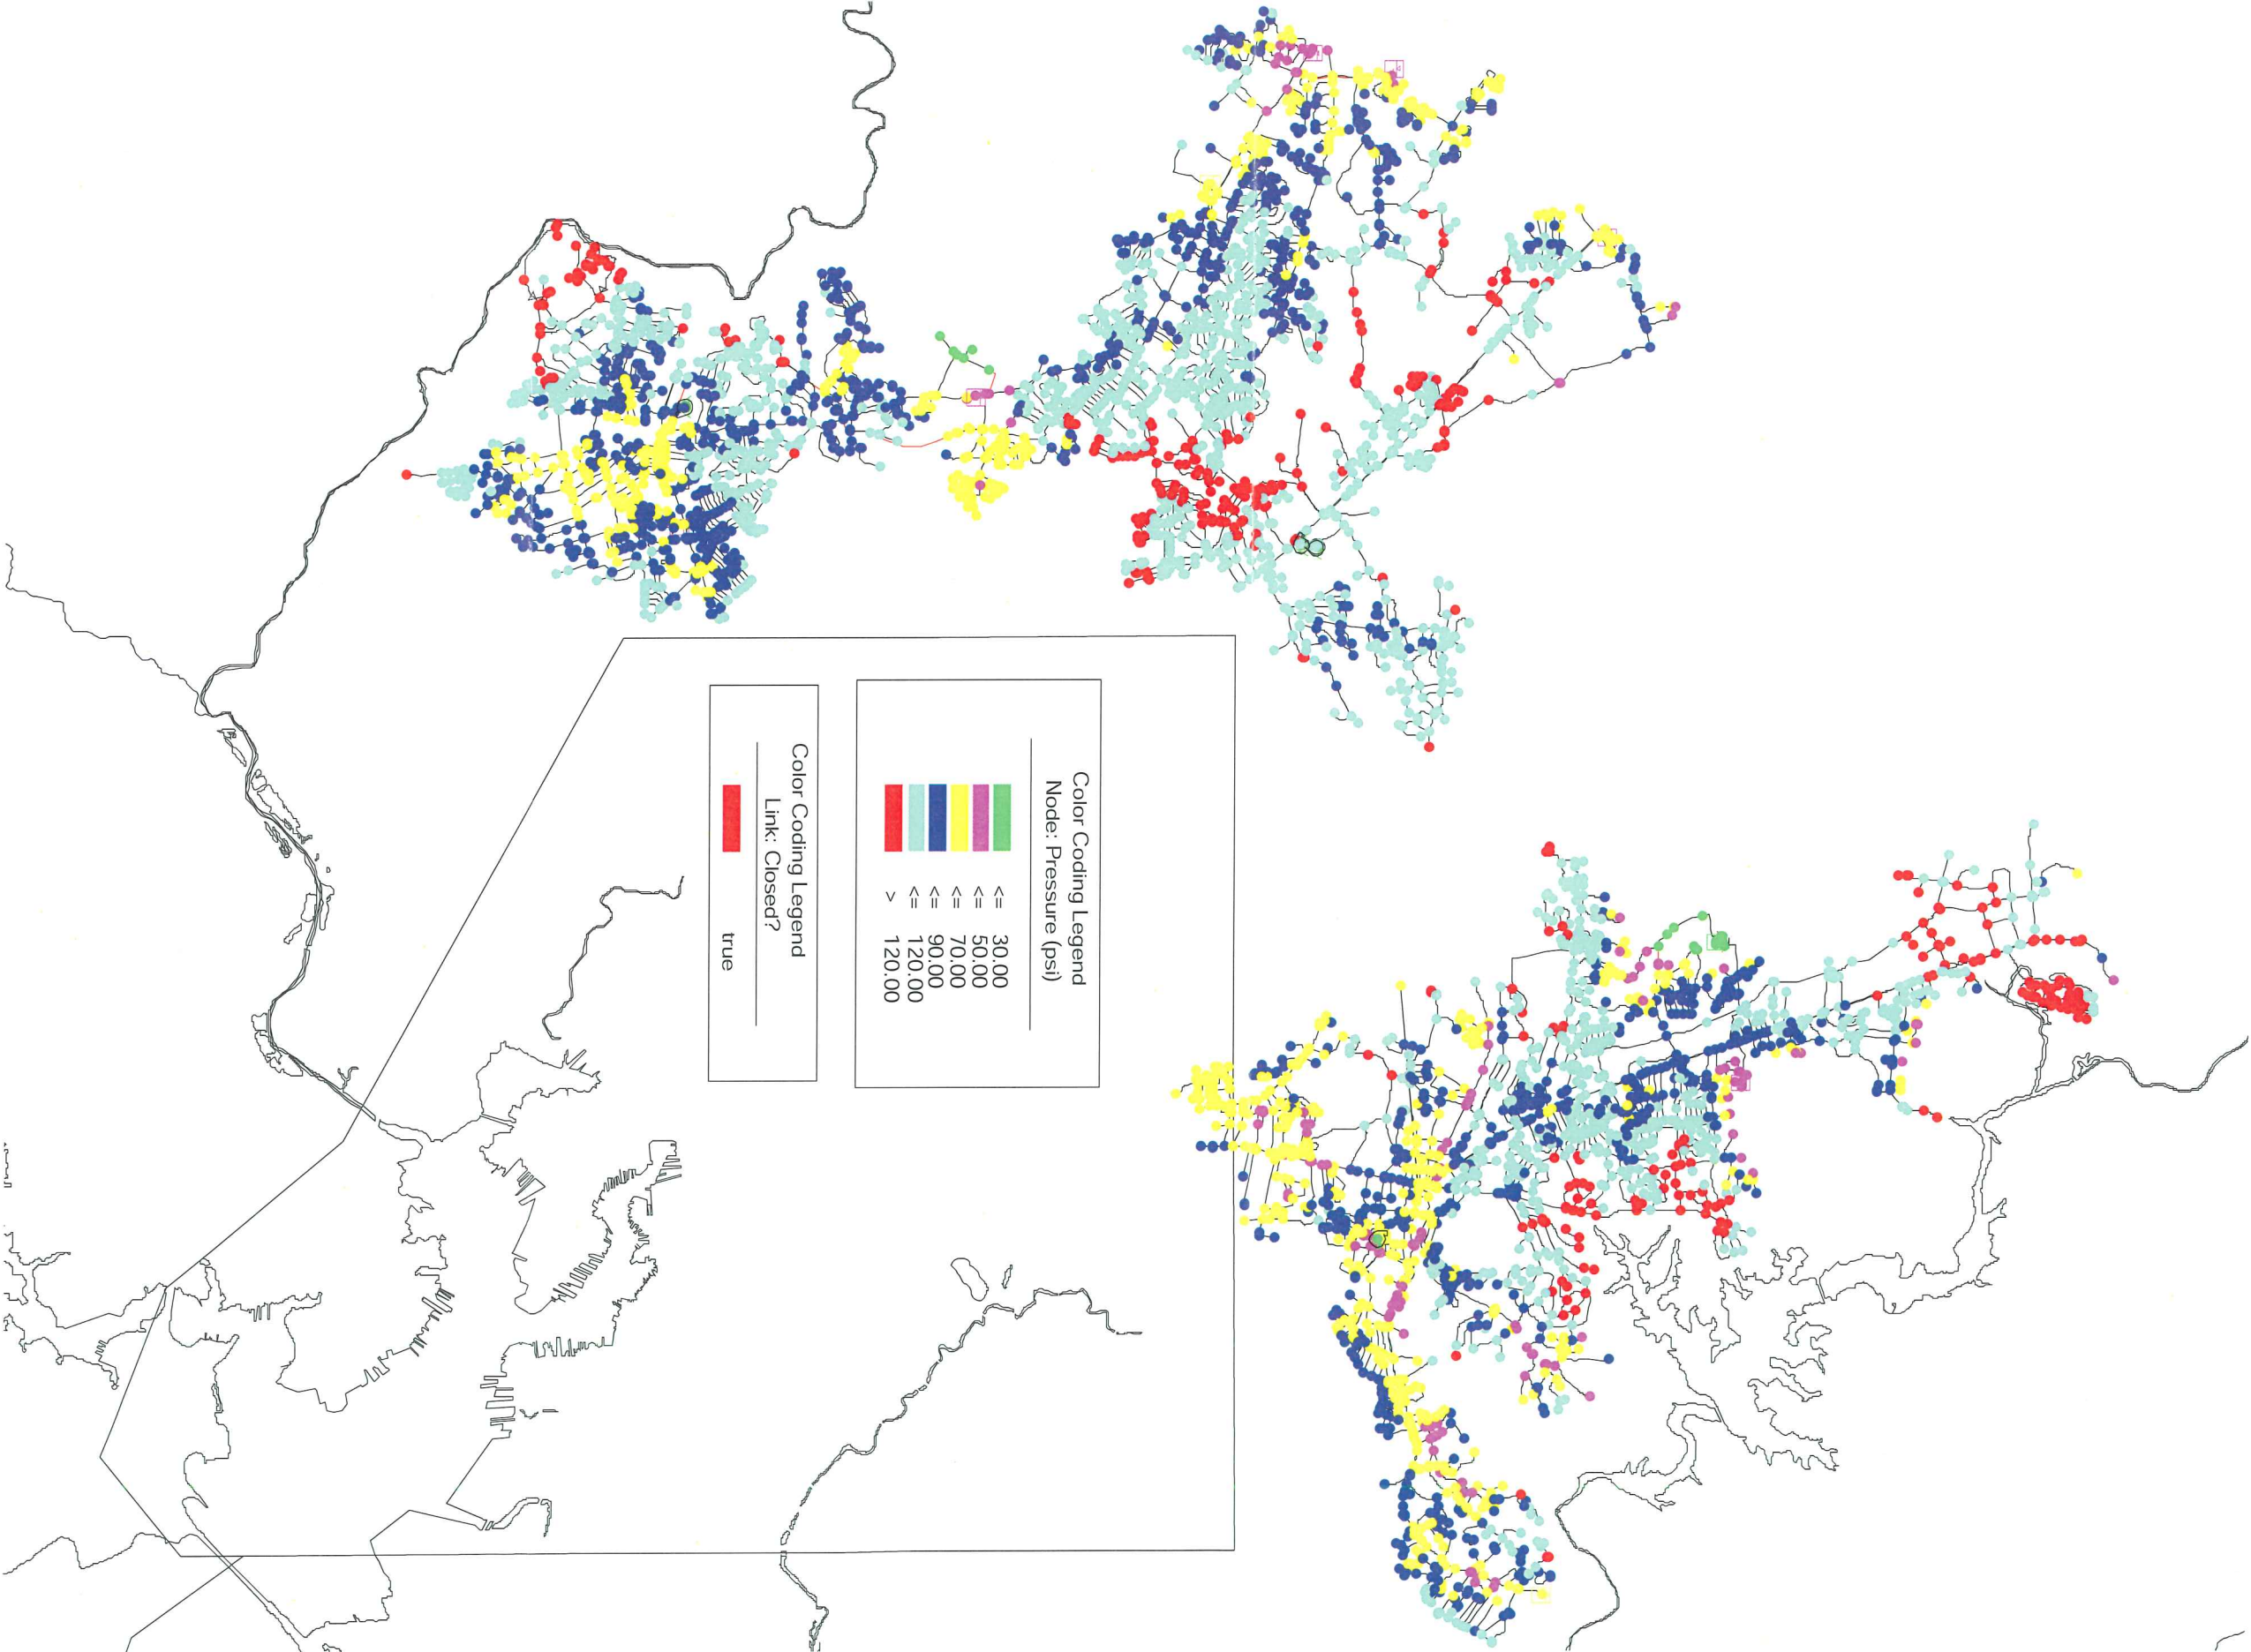 Color Coding Legend
Node: Pressure (psi)
<= 30.00
<= 50.00
<= 70.00
<= 90.00
<= 120.00
> 120.00
Color Coding Legend
Link: Closed?
true